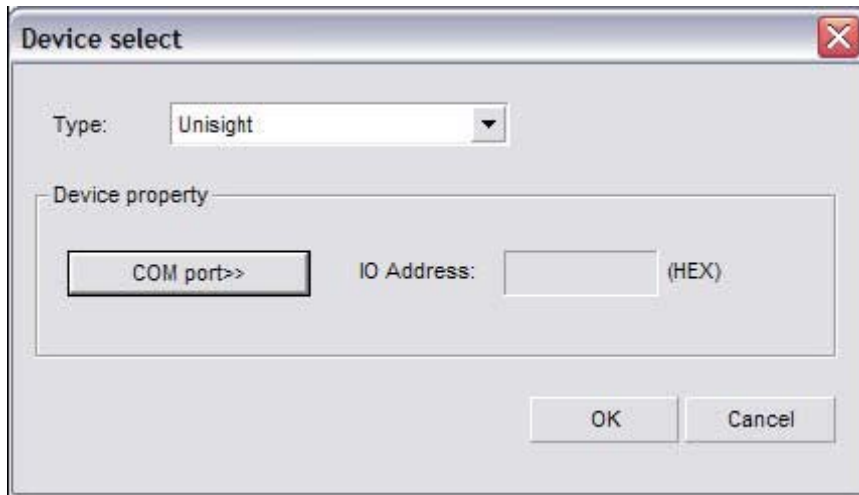 Device select
Type: Unisight
Device property
COM port>> IO Address: (HEX)
OK Cancel